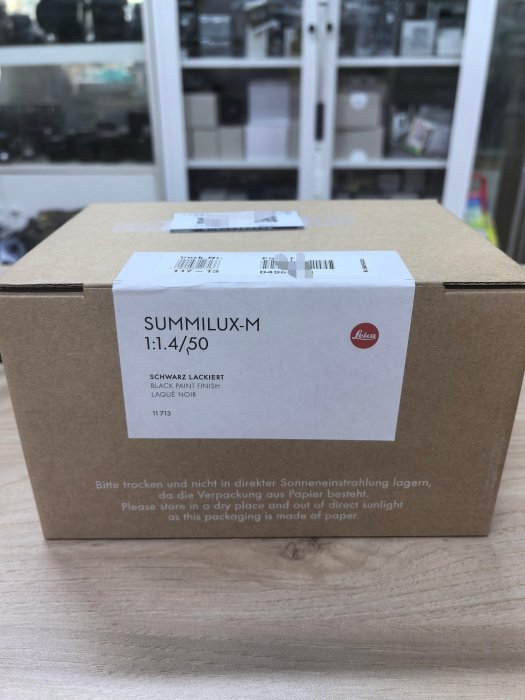 117-13
SUMMILUX-M
1:1.4/50
Leica
SCHWARZ LACKIERT
BLACK PAINT FINISH
LAQUÉ NOIR
11 713
Bitte trocken und nicht in direkter Sonneneinstrahlung lagern,
da die Verpackung aus Papier besteht.
Please store in a dry place and out of direct sunlight
as this packaging is made of paper.